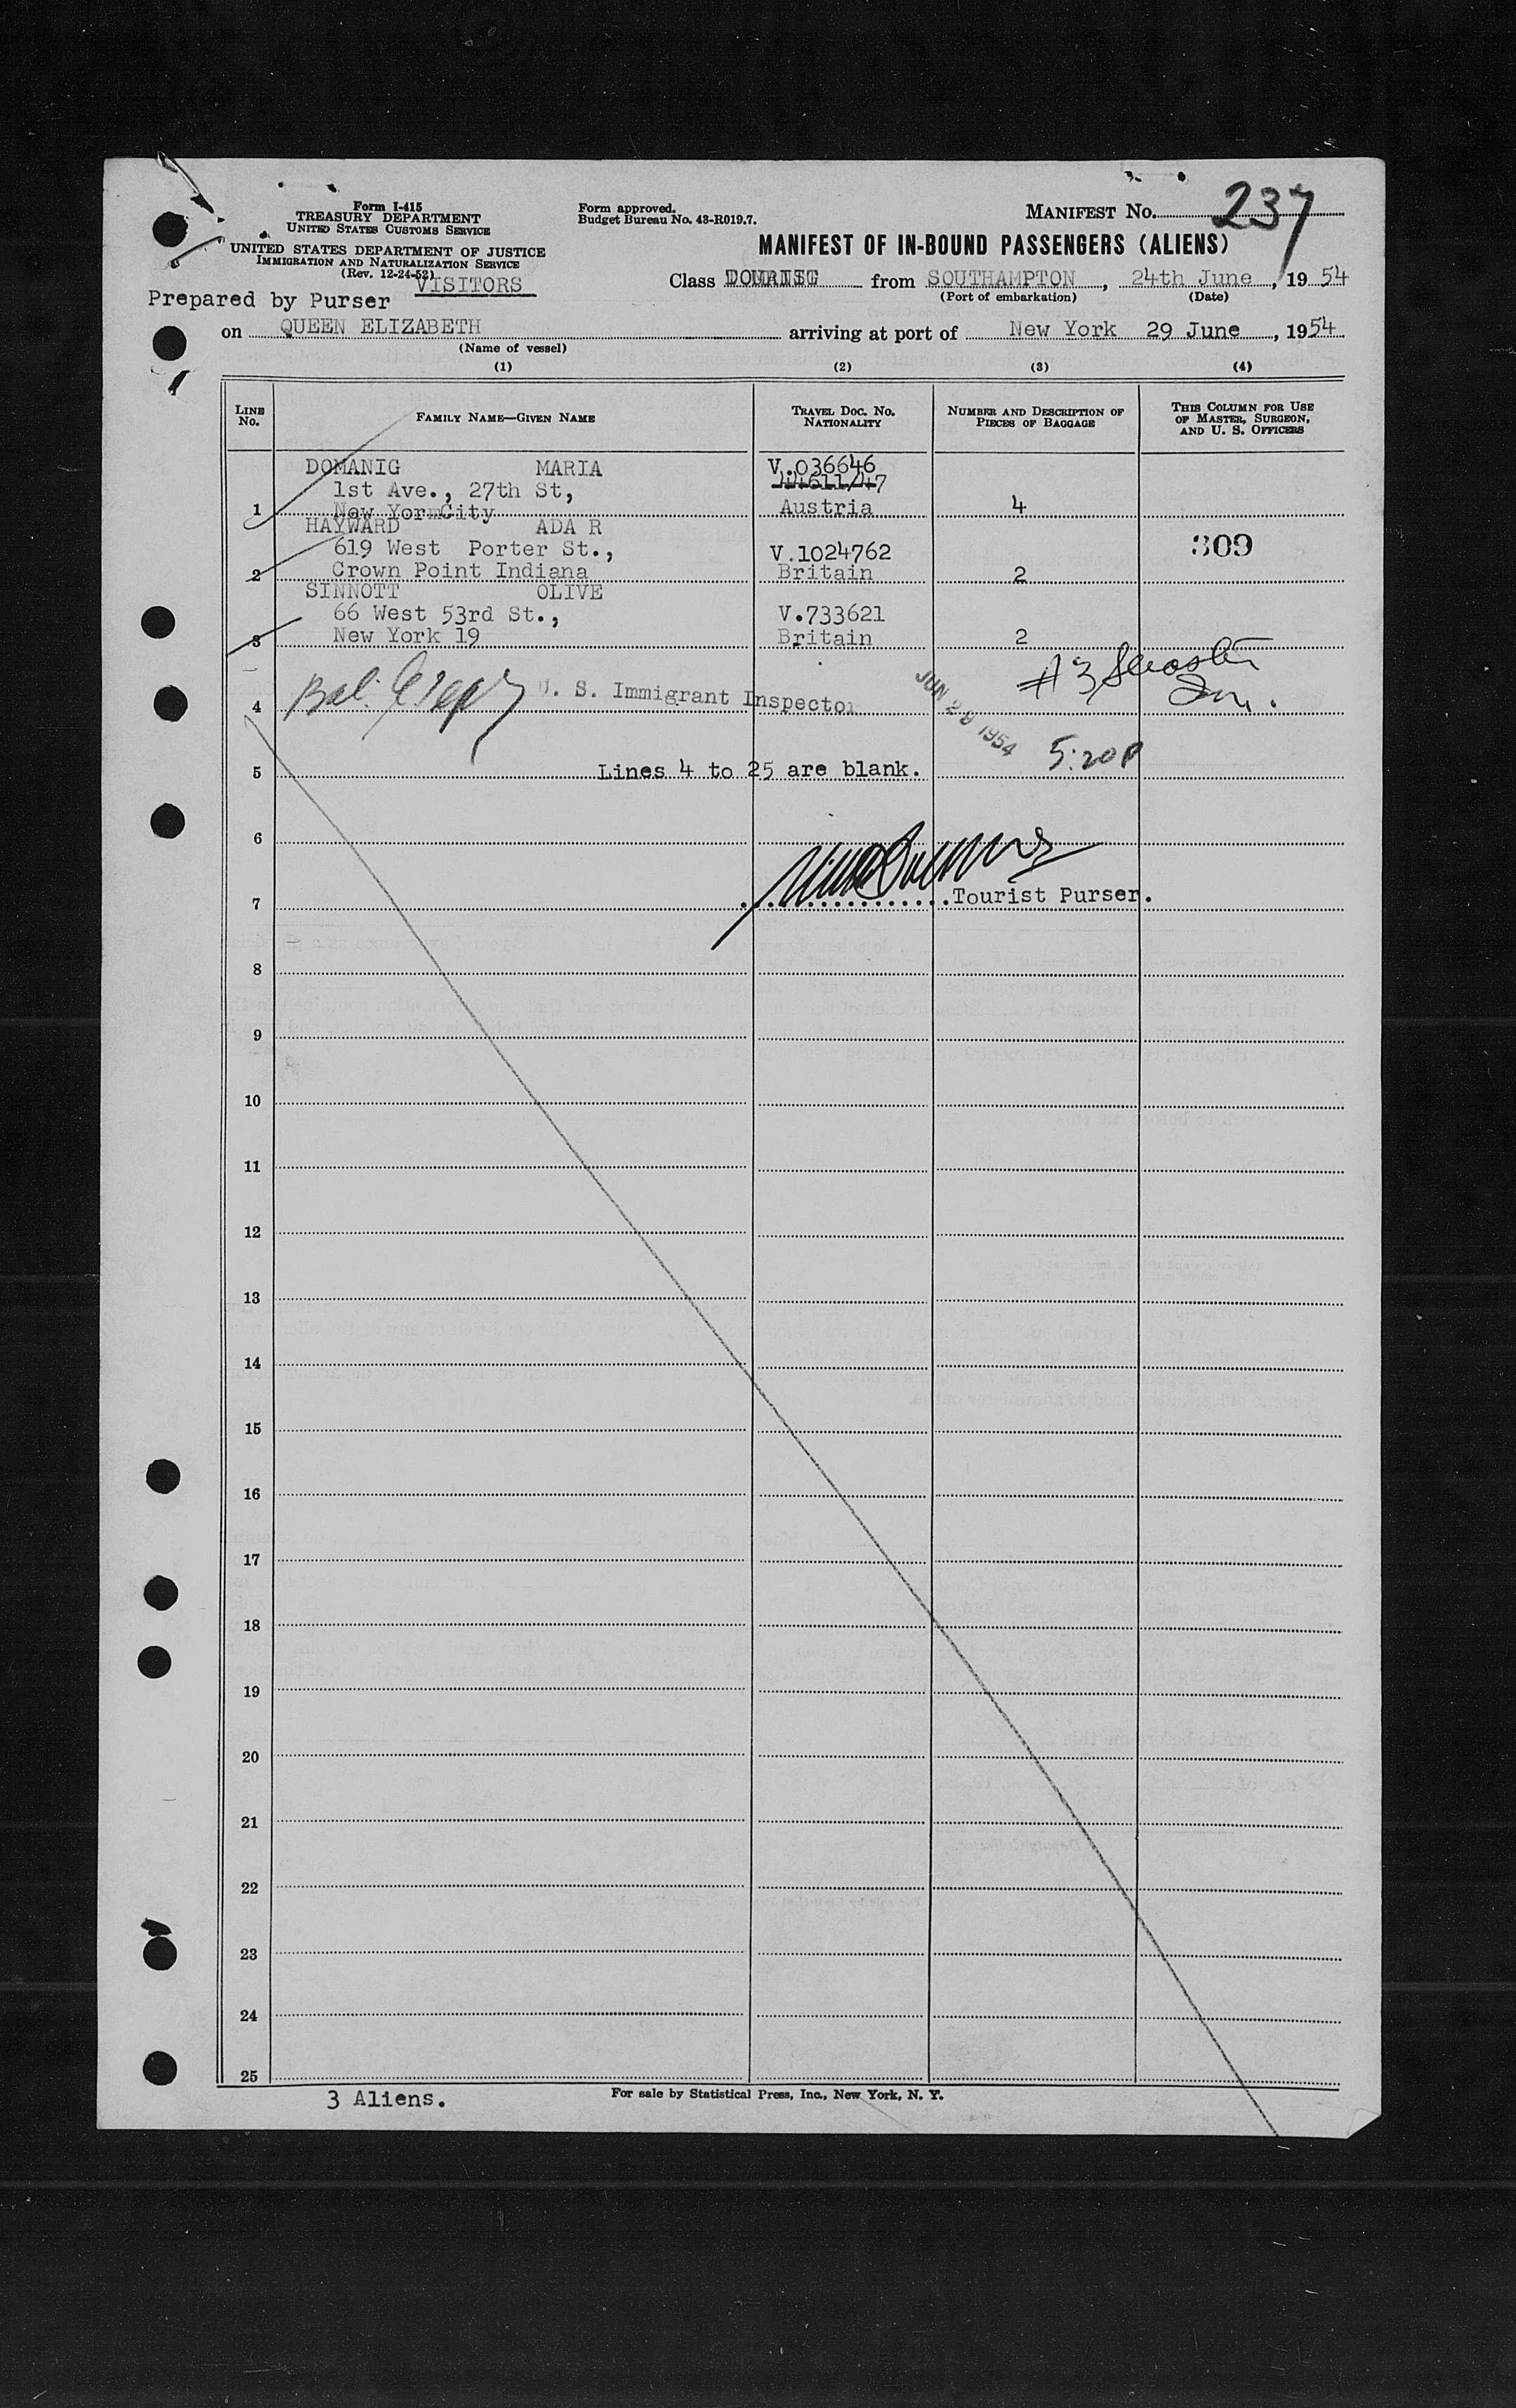 Form I-415
TREASURY DEPARTMENT
UNITED STATES CUSTOMS SERVICE
UNITED STATES DEPARTMENT OF JUSTICE
IMMIGRATION AND NATURALIZATION SERVICE
(Rev. 12-24-52)
Form approved.
Budget Bureau No. 43-R019.7.
MANIFEST No. 237
MANIFEST OF IN-BOUND PASSENGERS (ALIENS)
VISITORS
Prepared by Purser
Class from SOUTHAMPTON, 24th June, 1954
(Port of embarkation) (Date)
on QUEEN ELIZABETH arriving at port of New York 29 June, 1954
(Name of vessel)
(1) (2) (3) (4)
LINE No.
FAMILY NAME—GIVEN NAME
TRAVEL DOC. NO. NATIONALITY
NUMBER AND DESCRIPTION OF PIECES OF BAGGAGE
THIS COLUMN FOR USE OF MASTER, SURGEON, AND U. S. OFFICERS
DOMANIG MARIA V.036646
1st Ave., 27th St, 44611/47
1 New York City Austria 4
HAYWARD ADA R
619 West Porter St., V.1024762 309
2 Crown Point Indiana Britain 2
SINNOTT OLIVE
66 West 53rd St., V.733621
3 New York 19 Britain 2
4 U. S. Immigrant Inspector JUN 29 1954
5:20P
5 Lines 4 to 25 are blank.
6
7 Tourist Purser.
8
9
10
11
12
13
14
15
16
17
18
19
20
21
22
23
24
25
3 Aliens.
For sale by Statistical Press, Inc., New York, N. Y.